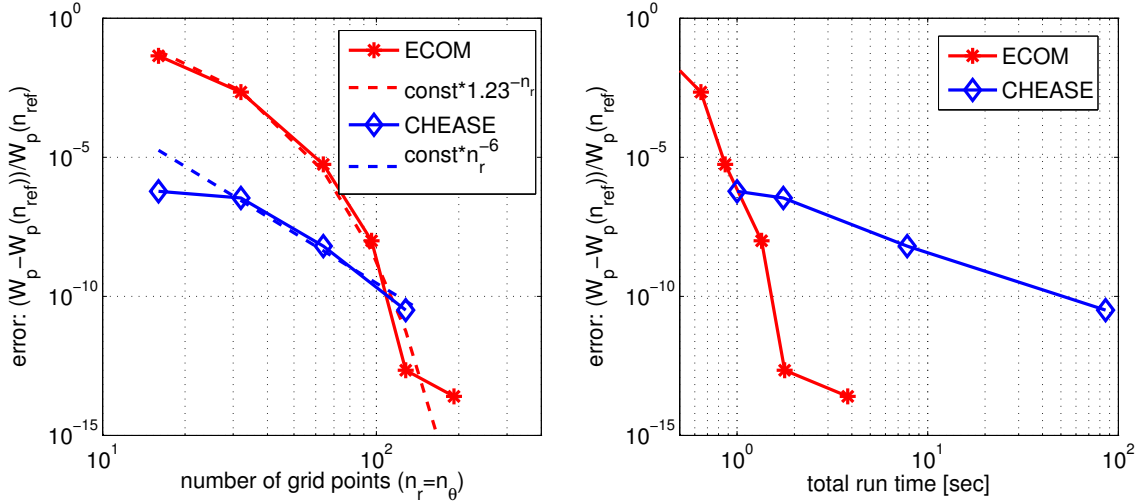 error: (W_p−W_p(n_ref))/W_p(n_ref)
10^0
10^−5
10^−10
10^−15
10^1
10^2
number of grid points (n_r=n_θ)
ECOM
const*1.23^−n_r
CHEASE
const*n_r^−6
error: (W_p−W_p(n_ref))/W_p(n_ref)
10^0
10^−5
10^−10
10^−15
10^0
10^1
10^2
total run time [sec]
ECOM
CHEASE